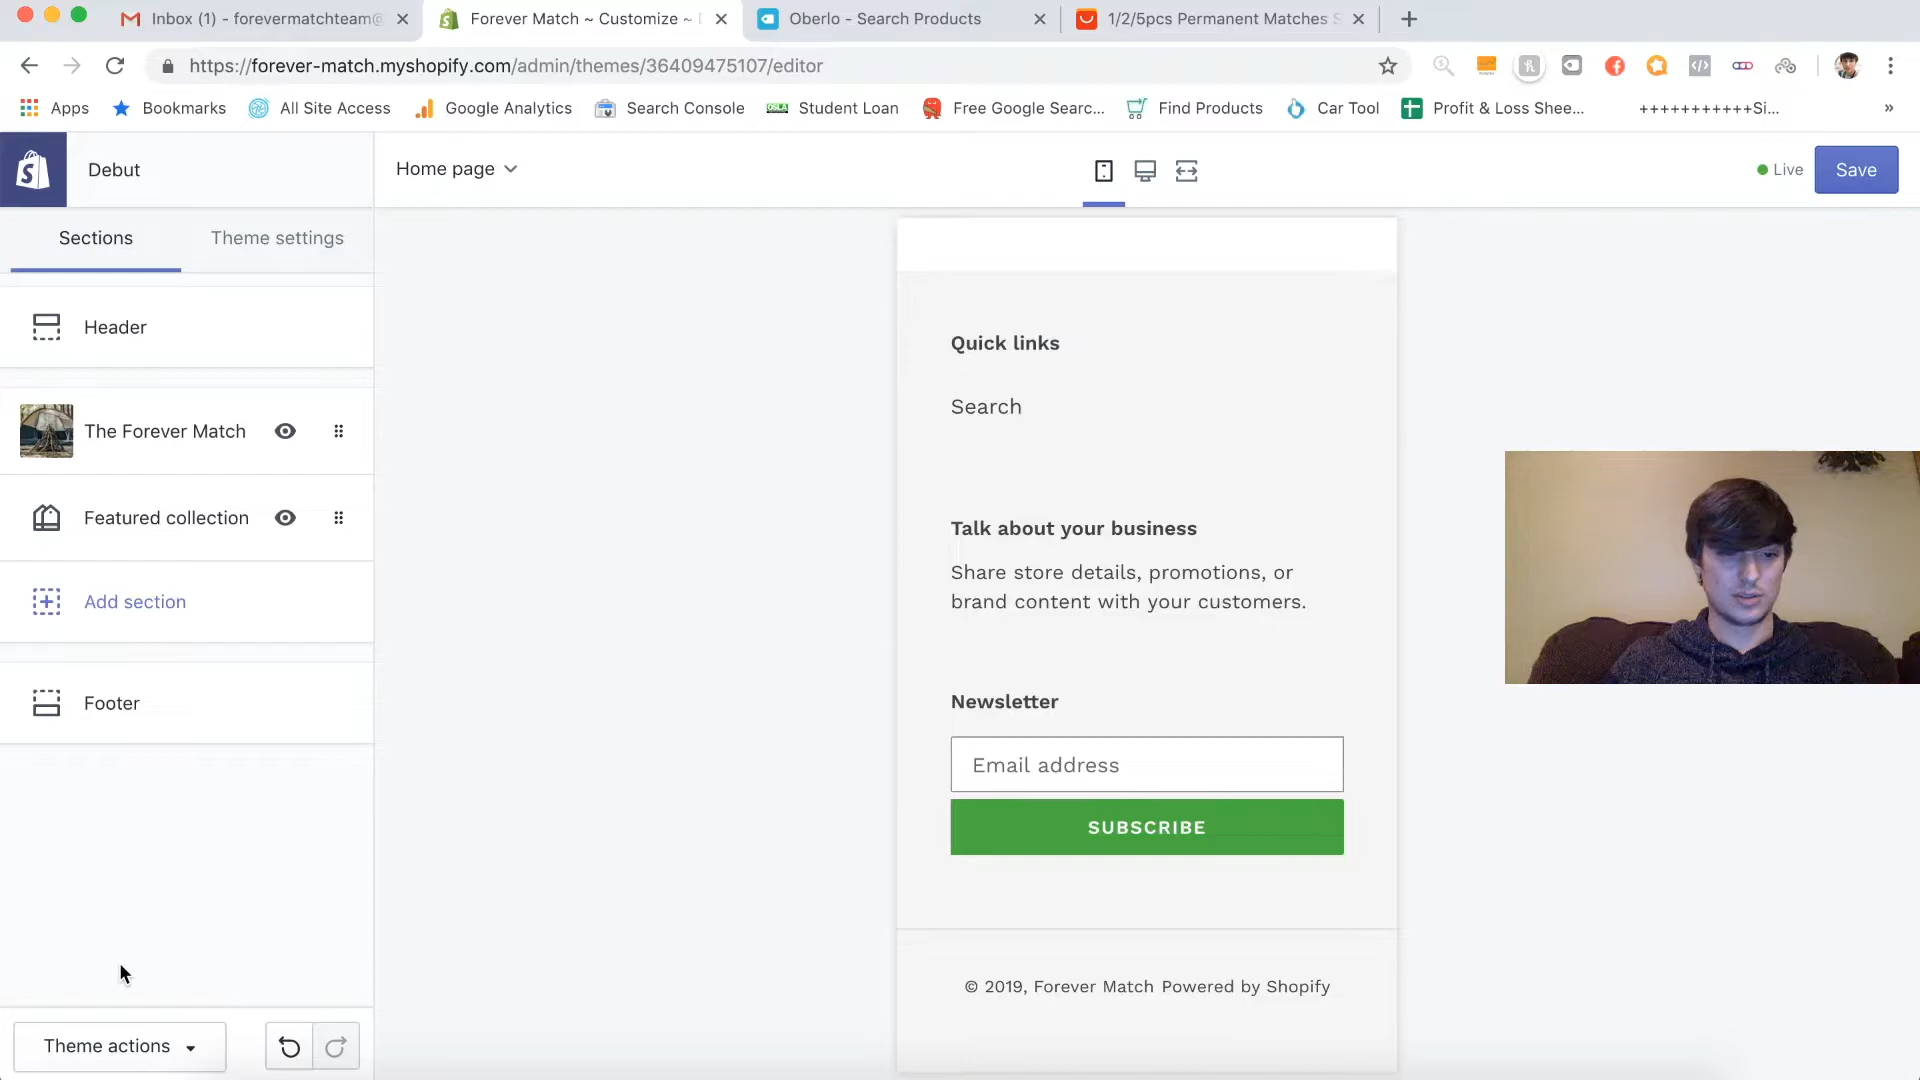 Inbox (1) - forevermatchteam@
Forever Match ~ Customize ~
Oberlo - Search Products
1/2/5pcs Permanent Matches S
https://forever-match.myshopify.com/admin/themes/36409475107/editor
Apps
Bookmarks
All Site Access
Google Analytics
Search Console
Student Loan
Free Google Searc...
Find Products
Car Tool
Profit & Loss Shee...
+++++++++++Si...
»
Debut
Home page
Live
Save
Sections
Theme settings
Header
The Forever Match
Featured collection
Add section
Footer
Theme actions
Quick links
Search
Talk about your business
Share store details, promotions, or
brand content with your customers.
Newsletter
Email address
SUBSCRIBE
© 2019, Forever Match Powered by Shopify